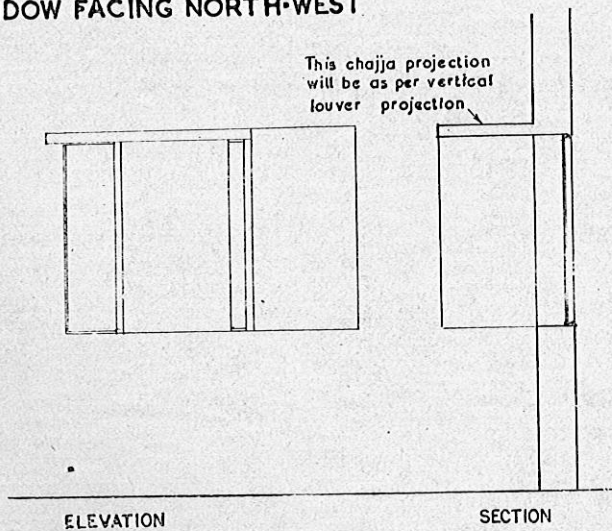 DOW FACING NORTH-WEST
This chajja projection
will be as per vertical
louver projection
ELEVATION
SECTION